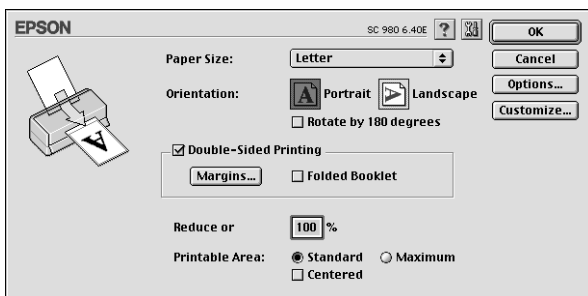 EPSON
SC 980 6.40E
?
OK
Paper Size:
Letter
Cancel
Orientation:
A
Portrait
A
Landscape
Options...
Rotate by 180 degrees
Customize...
A
Double-Sided Printing
Margins...
Folded Booklet
Reduce or
100 %
Printable Area:
Standard
Maximum
Centered